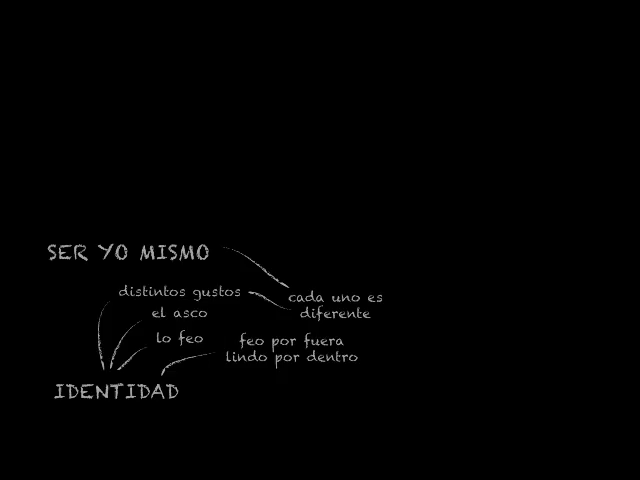 SER YO MISMO
distintos gustos
cada uno es
diferente
el asco
lo feo
feo por fuera
lindo por dentro
IDENTIDAD